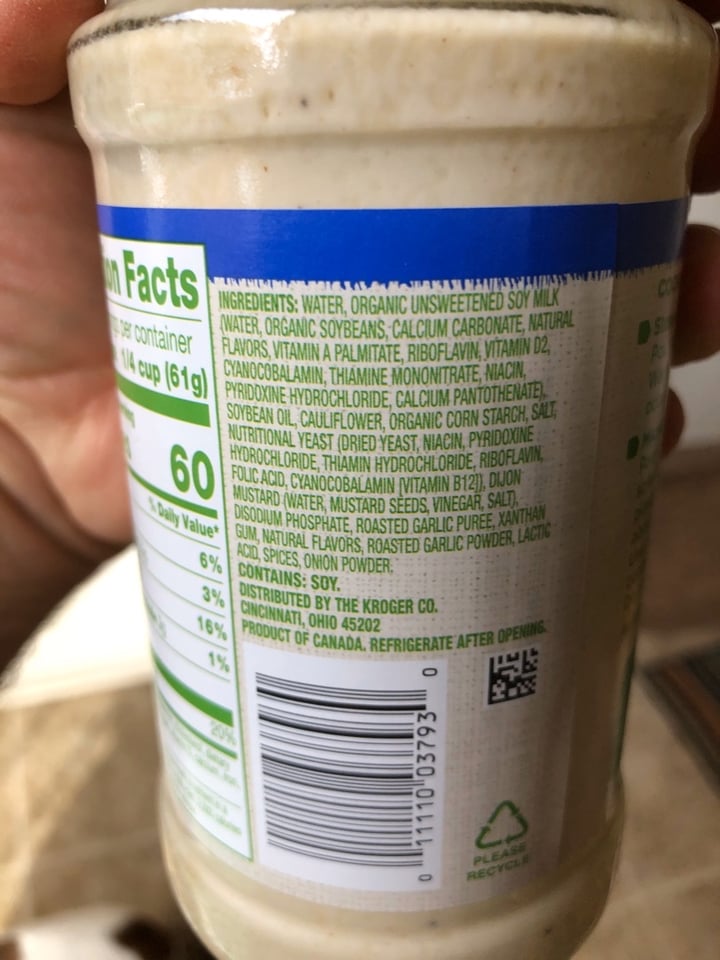 on Facts
per container
1/4 cup (61g)
60
% Daily Value*
6%
3%
16%
1%
20%
INGREDIENTS: WATER, ORGANIC UNSWEETENED SOY MILK
(WATER, ORGANIC SOYBEANS, CALCIUM CARBONATE, NATURAL
FLAVORS, VITAMIN A PALMITATE, RIBOFLAVIN, VITAMIN D2,
CYANOCOBALAMIN, THIAMINE MONONITRATE, NIACIN,
PYRIDOXINE HYDROCHLORIDE, CALCIUM PANTOTHENATE),
SOYBEAN OIL, CAULIFLOWER, ORGANIC CORN STARCH, SALT,
NUTRITIONAL YEAST (DRIED YEAST, NIACIN, PYRIDOXINE
HYDROCHLORIDE, THIAMIN HYDROCHLORIDE, RIBOFLAVIN,
FOLIC ACID, CYANOCOBALAMIN [VITAMIN B12]), DIJON
MUSTARD (WATER, MUSTARD SEEDS, VINEGAR, SALT),
DISODIUM PHOSPHATE, ROASTED GARLIC PUREE, XANTHAN
GUM, NATURAL FLAVORS, ROASTED GARLIC POWDER, LACTIC
ACID, SPICES, ONION POWDER.
CONTAINS: SOY.
DISTRIBUTED BY THE KROGER CO.
CINCINNATI, OHIO 45202
PRODUCT OF CANADA. REFRIGERATE AFTER OPENING.
0 11110 03793 0
PLEASE
RECYCLE